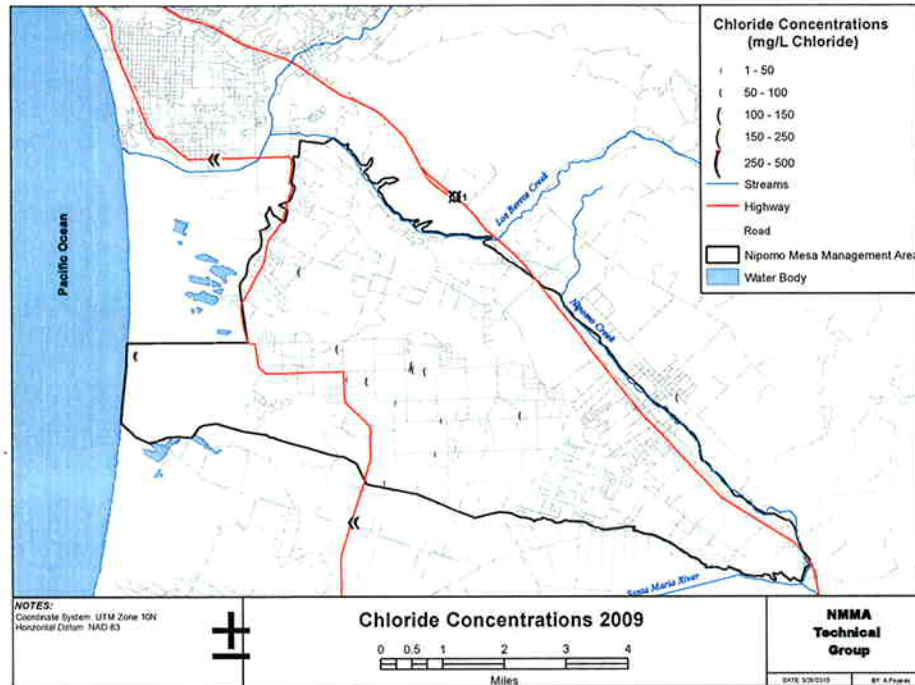 Chloride Concentrations
(mg/L Chloride)
1 - 50
50 - 100
100 - 150
150 - 250
250 - 500
Streams
Highway
Road
Nipomo Mesa Management Area
Water Body
Pacific Ocean
1
Los Berros Creek
Nipomo Creek
Santa Maria River
NOTES:
Coordinate System: UTM Zone 10N
Horizontal Datum: NAD 83
Chloride Concentrations 2009
0 0.5 1 2 3 4
Miles
NMMA
Technical
Group
DATE
BY